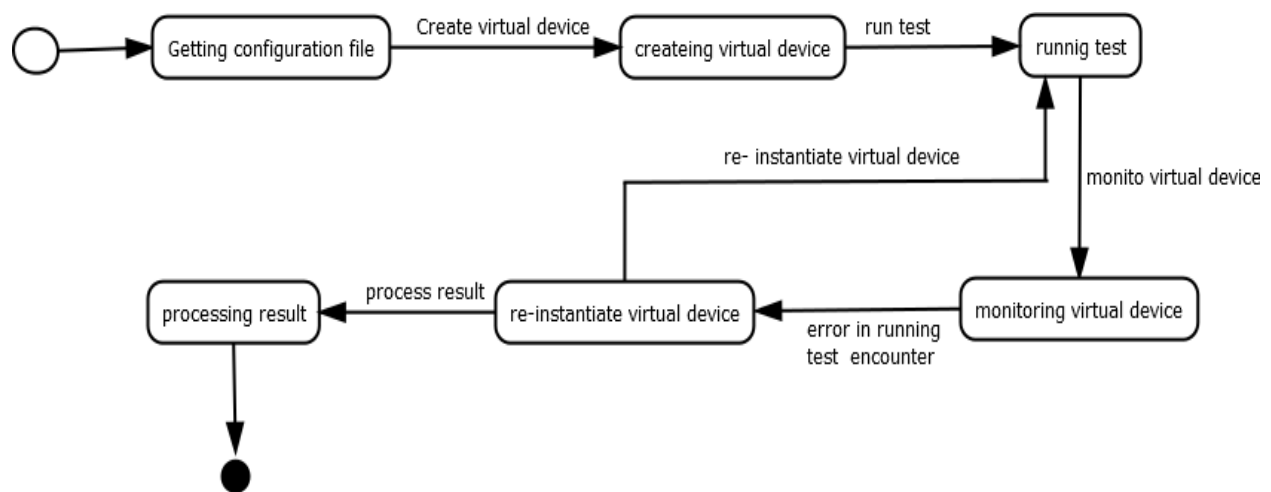 Getting configuration file
Create virtual device
createing virtual device
run test
runnig test
re- instantiate virtual device
monito virtual device
processing result
process result
re-instantiate virtual device
error in running
test encounter
monitoring virtual device